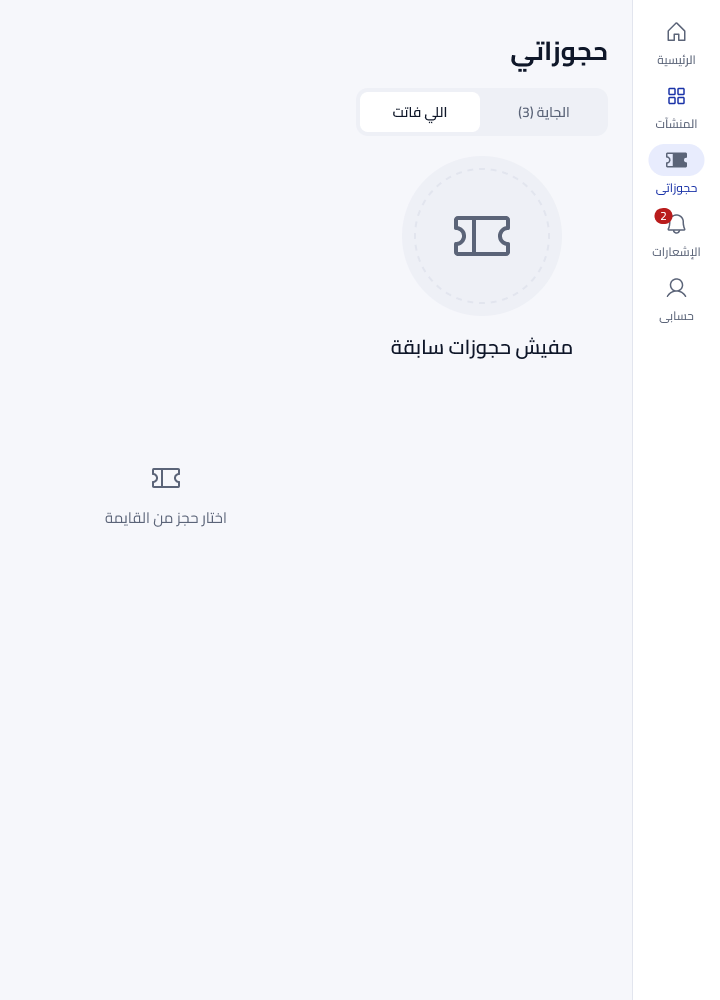 الرئيسية
المنشآت
حجوزاتي
2
الإشعارات
حسابي
حجوزاتي
الجاية (3)
اللي فاتت
مفيش حجوزات سابقة
اختار حجز من القايمة